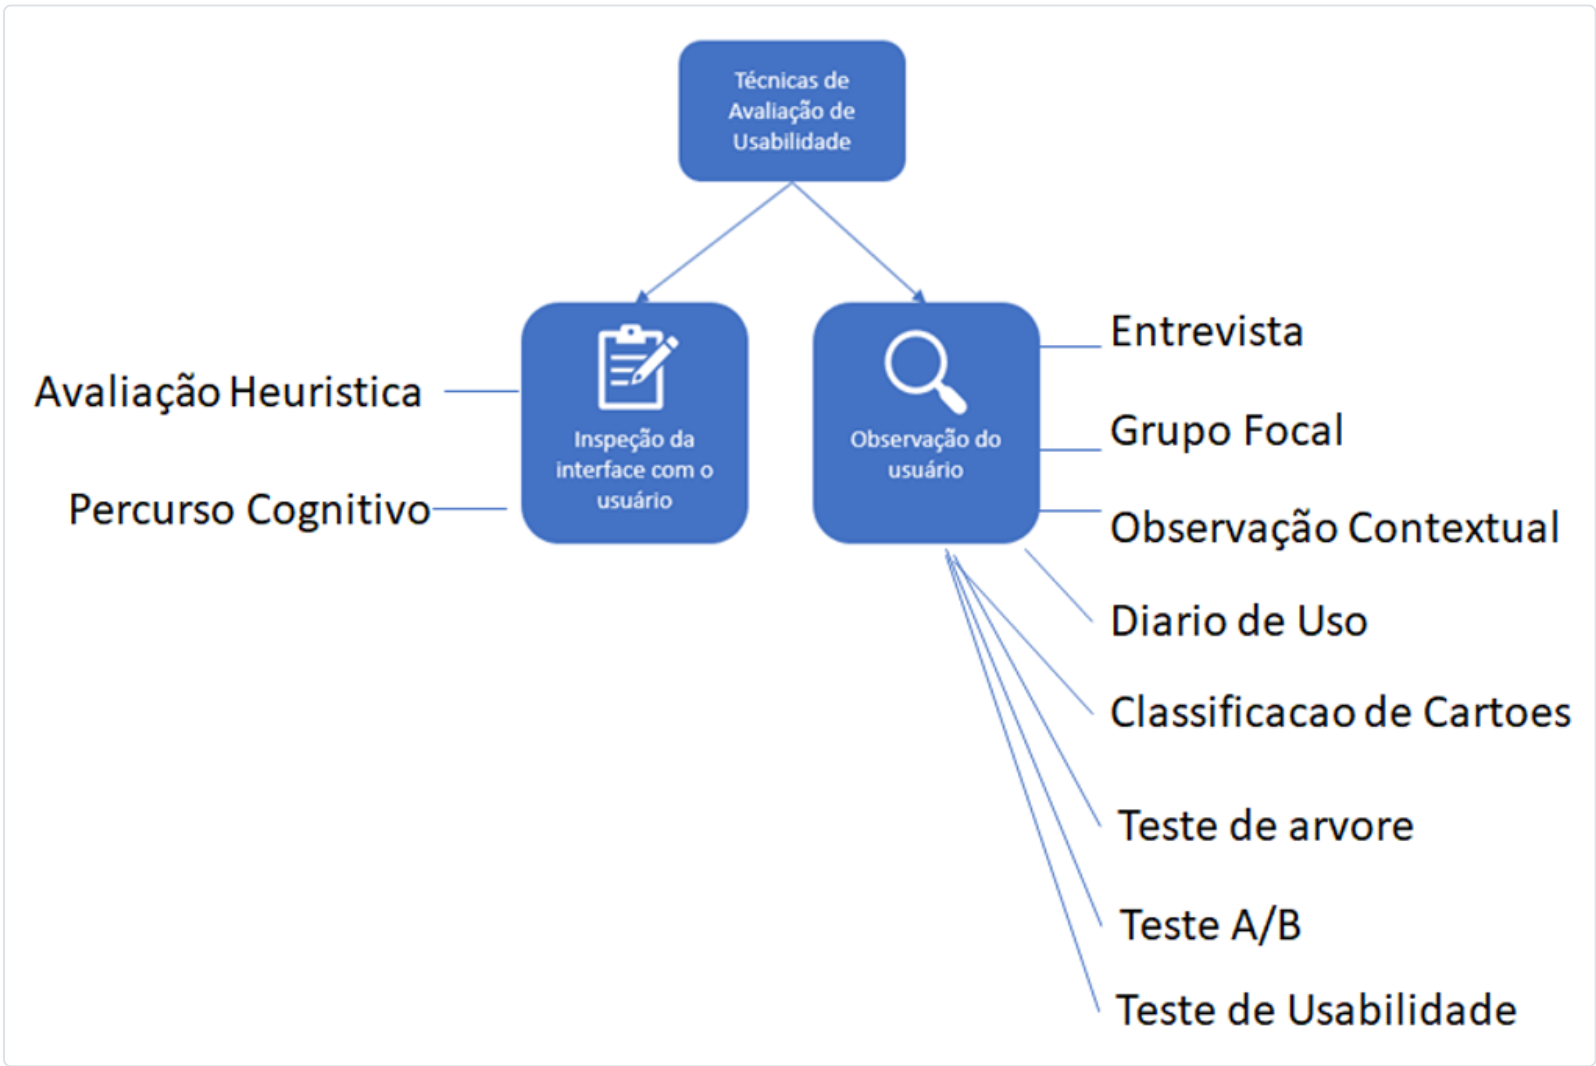 Técnicas de
Avaliação de
Usabilidade
Avaliação Heuristica
Percurso Cognitivo
Inspeção da
interface com o
usuário
Observação do
usuário
Entrevista
Grupo Focal
Observação Contextual
Diario de Uso
Classificacao de Cartoes
Teste de arvore
Teste A/B
Teste de Usabilidade